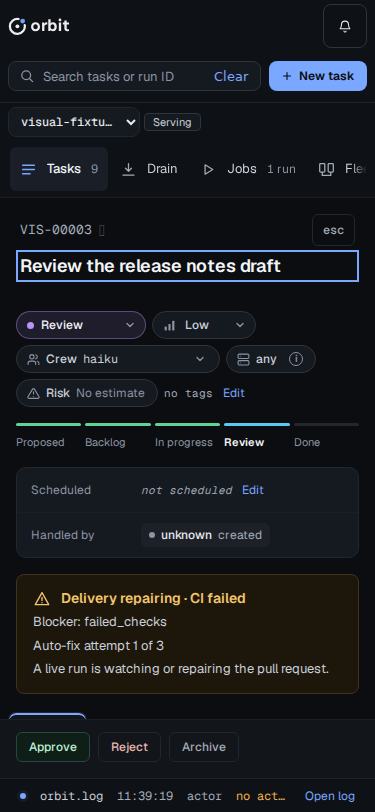 orbit
Search tasks or run ID Clear
+ New task
visual-fixtu… Serving
Tasks 9 Drain Jobs 1 run
VIS-00003
esc
Review the release notes draft
Review Low
Crew haiku any
Risk No estimate no tags Edit
Proposed Backlog In progress Review Done
Scheduled not scheduled Edit
Handled by unknown created
Delivery repairing · CI failed
Blocker: failed_checks
Auto-fix attempt 1 of 3
A live run is watching or repairing the pull request.
Approve Reject Archive
orbit.log 11:39:19 actor no act… Open log